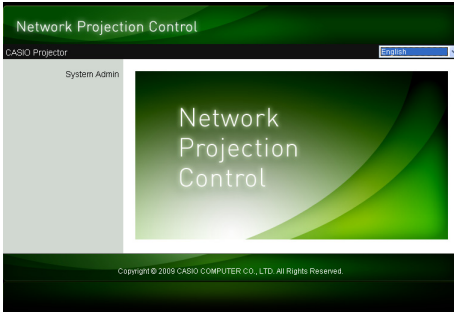 Network Projection Control
CASIO Projector
English
System Admin
Network
Projection
Control
Copyright © 2009 CASIO COMPUTER CO., LTD. All Rights Reserved.